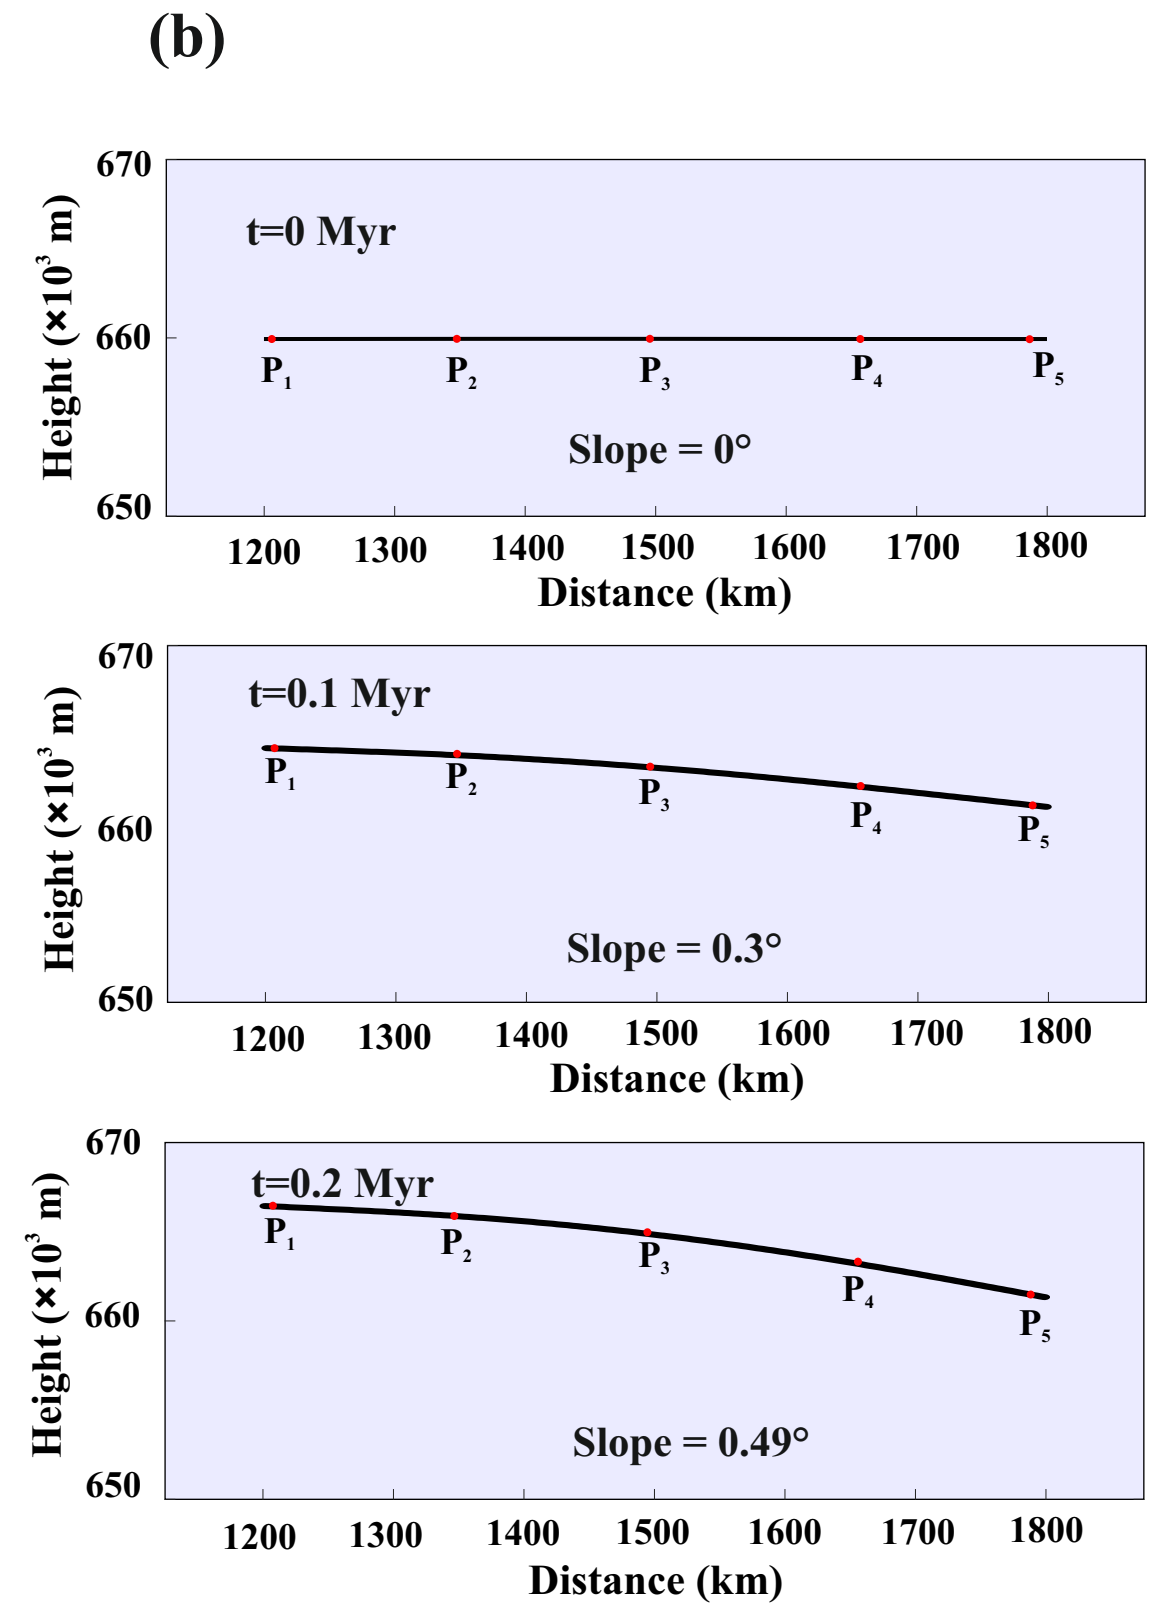 (b)
670
t=0 Myr
Height (×10³ m)
660
P₁ P₂ P₃ P₄ P₅
Slope = 0°
650
1200 1300 1400 1500 1600 1700 1800
Distance (km)
670
t=0.1 Myr
Height (×10³ m)
P₁ P₂ P₃ P₄ P₅
660
Slope = 0.3°
650
1200 1300 1400 1500 1600 1700 1800
Distance (km)
670
t=0.2 Myr
Height (×10³ m)
P₁ P₂ P₃ P₄ P₅
660
Slope = 0.49°
650
1200 1300 1400 1500 1600 1700 1800
Distance (km)